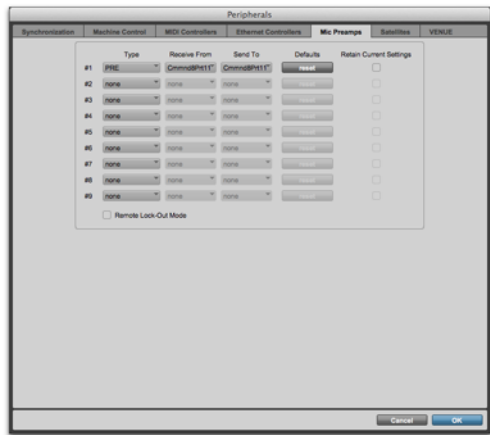 Peripherals
Synchronization Machine Control MIDI Controllers Ethernet Controllers Mic Preamps Satellites VENUE
Type Receive From Send To Defaults Retain Current Settings
#1 PRE Cmmnd8Prt11 Cmmnd8Prt11 reset
#2 none none none reset
#3 none none none reset
#4 none none none reset
#5 none none none reset
#6 none none none reset
#7 none none none reset
#8 none none none reset
#9 none none none reset
Remote Lock-Out Mode
Cancel OK